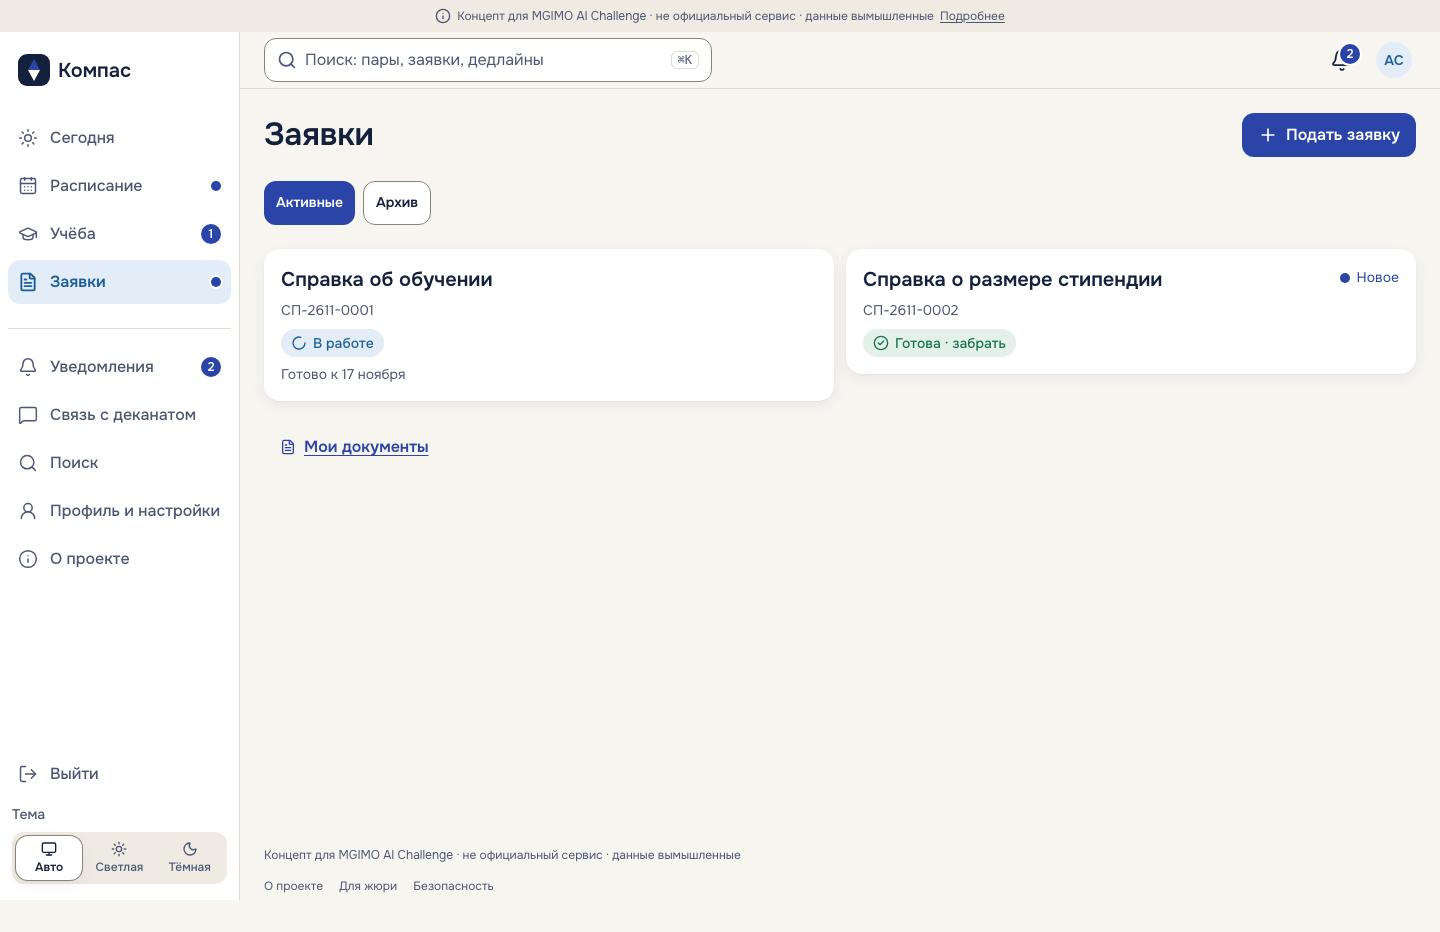 Концепт для MGIMO AI Challenge · не официальный сервис · данные вымышленные Подробнее
Компас
Поиск: пары, заявки, дедлайны
⌘K
2
АС
Сегодня
Расписание
Учёба
1
Заявки
Уведомления
2
Связь с деканатом
Поиск
Профиль и настройки
О проекте
Выйти
Тема
Авто
Светлая
Тёмная
Заявки
Подать заявку
Активные
Архив
Справка об обучении
СП-2611-0001
В работе
Готово к 17 ноября
Справка о размере стипендии
Новое
СП-2611-0002
Готова · забрать
Мои документы
Концепт для MGIMO AI Challenge · не официальный сервис · данные вымышленные
О проекте Для жюри Безопасность